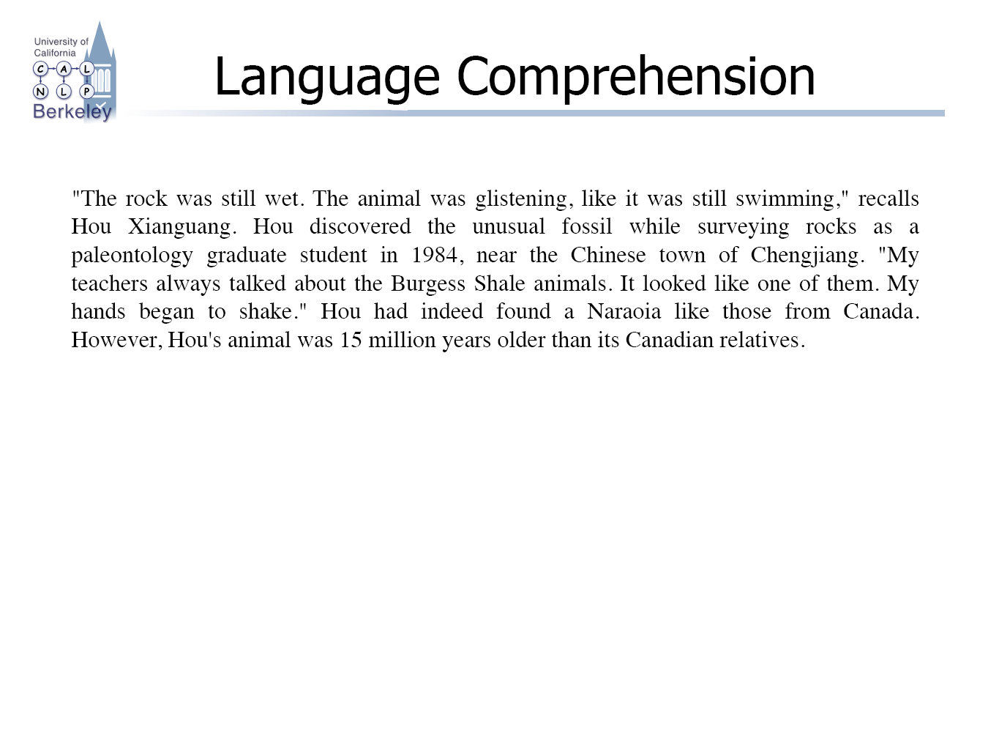 University of
California
C A L
N L P
Berkeley
Language Comprehension
"The rock was still wet. The animal was glistening, like it was still swimming," recalls
Hou Xianguang. Hou discovered the unusual fossil while surveying rocks as a
paleontology graduate student in 1984, near the Chinese town of Chengjiang. "My
teachers always talked about the Burgess Shale animals. It looked like one of them. My
hands began to shake." Hou had indeed found a Naraoia like those from Canada.
However, Hou's animal was 15 million years older than its Canadian relatives.